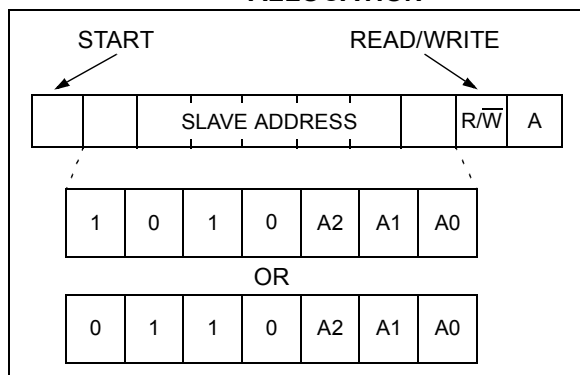 START READ/WRITE
SLAVE ADDRESS R/W̅ A
1 0 1 0 A2 A1 A0
OR
0 1 1 0 A2 A1 A0